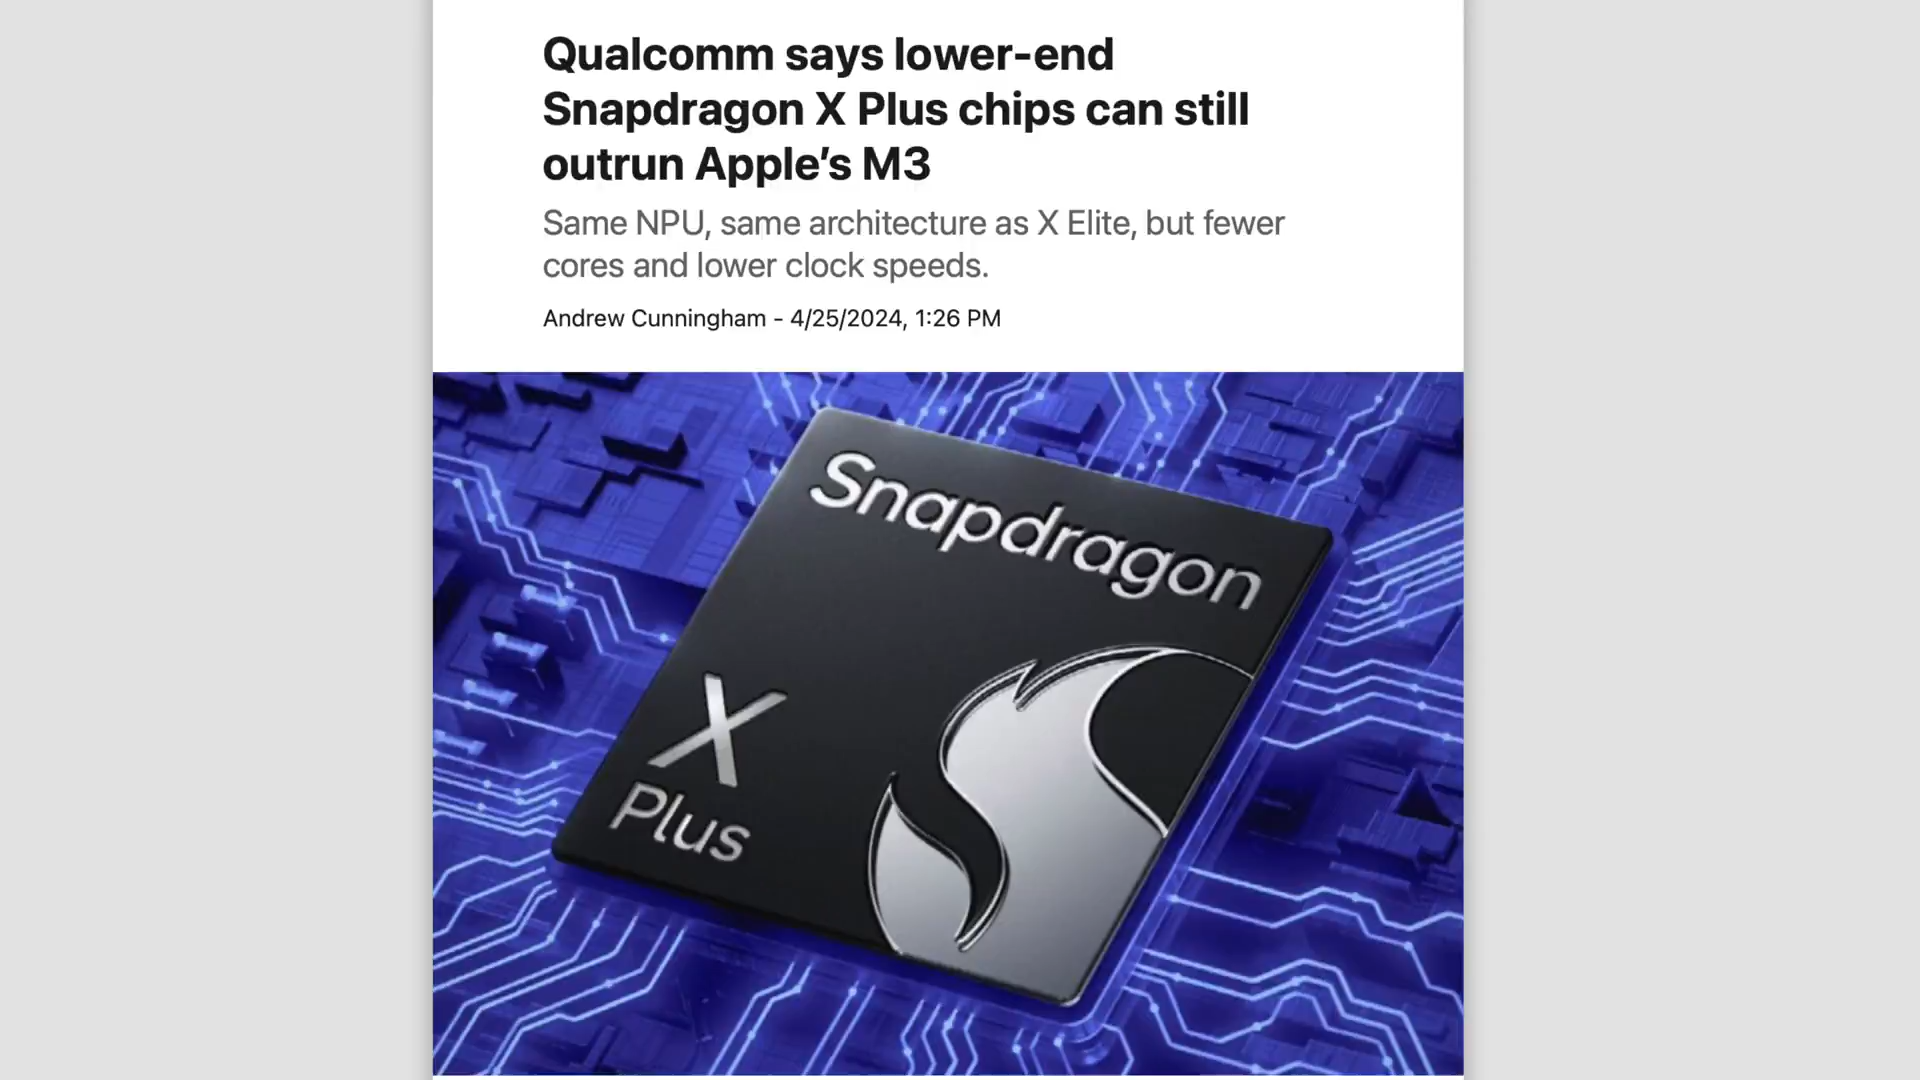 Qualcomm says lower-end
Snapdragon X Plus chips can still
outrun Apple’s M3
Same NPU, same architecture as X Elite, but fewer
cores and lower clock speeds.
Andrew Cunningham - 4/25/2024, 1:26 PM
Snapdragon
X
Plus